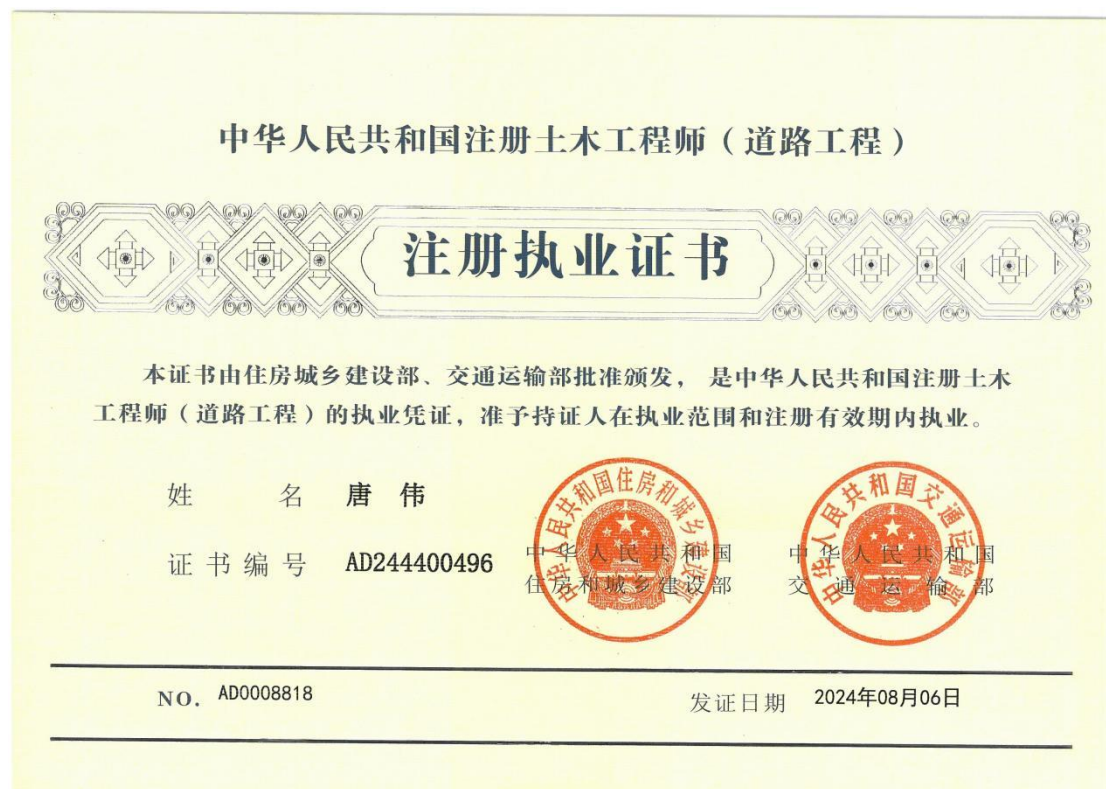 中华人民共和国注册土木工程师（道路工程）
注册执业证书
本证书由住房城乡建设部、交通运输部批准颁发，是中华人民共和国注册土木
工程师（道路工程）的执业凭证，准予持证人在执业范围和注册有效期内执业。
姓 名 唐 伟
证书编号 AD244400496
中华人民共和国住房和城乡建设部
中华人民共和国
住房和城乡建设部
中华人民共和国交通运输部
中华人民共和国
交通运输部
NO. AD0008818
发证日期 2024年08月06日